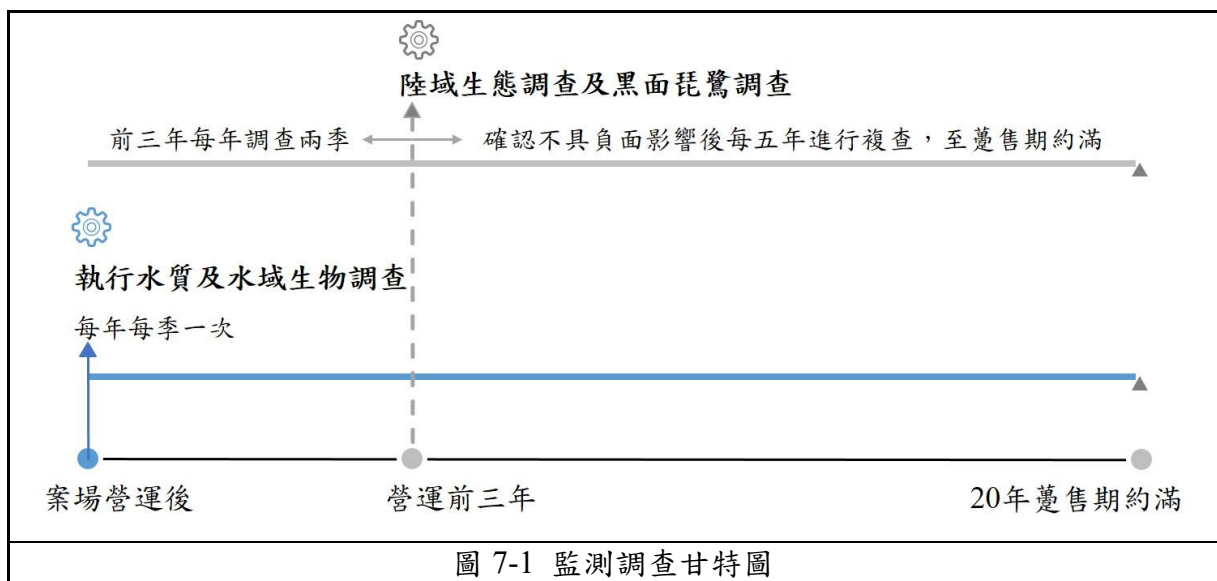 陸域生態調查及黑面琵鷺調查
前三年每年調查兩季
確認不具負面影響後每五年進行複查，至躉售期約滿
執行水質及水域生物調查
每年每季一次
案場營運後
營運前三年
20年躉售期約滿
圖 7-1 監測調查甘特圖